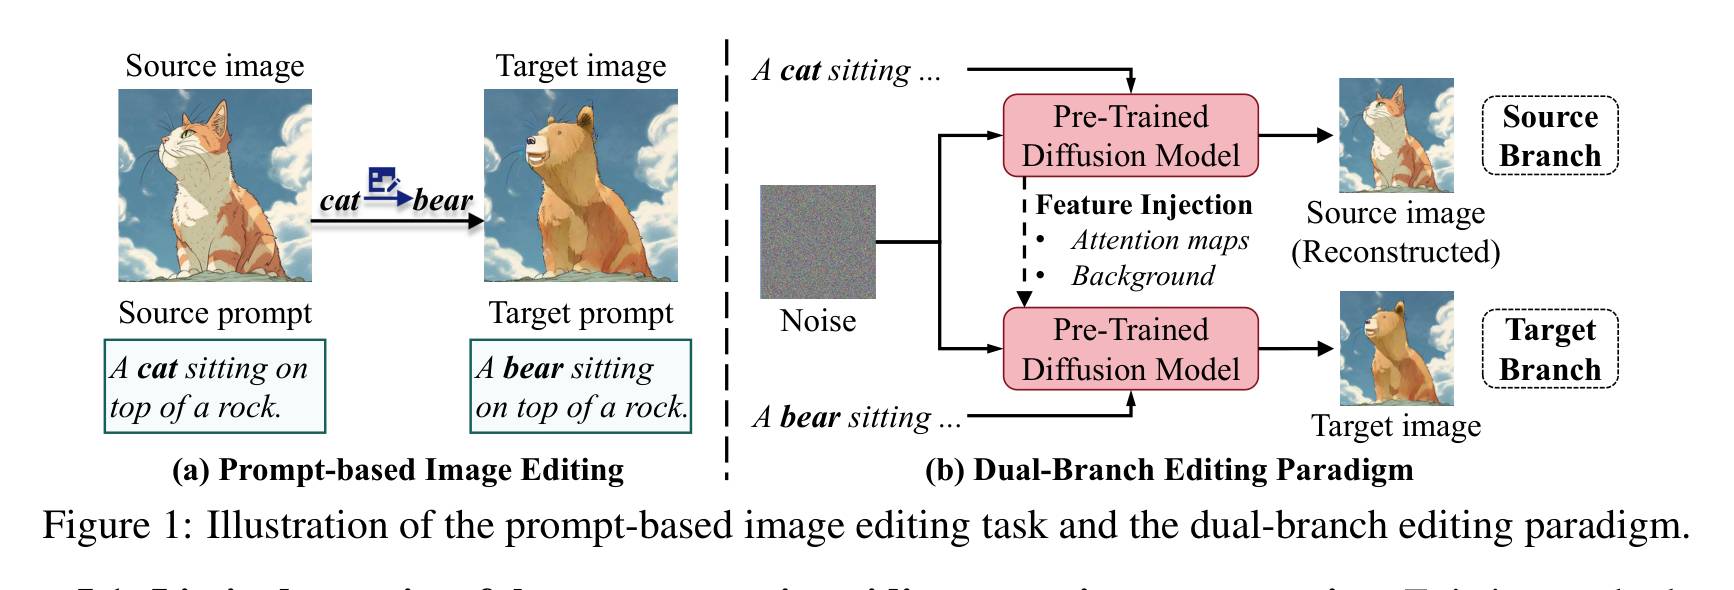 Source image
Target image
cat
bear
Source prompt
Target prompt
A cat sitting on
top of a rock.
A bear sitting
on top of a rock.
(a) Prompt-based Image Editing
A cat sitting ...
Pre-Trained
Diffusion Model
Source
Branch
Feature Injection
• Attention maps
• Background
Source image
(Reconstructed)
Noise
Pre-Trained
Diffusion Model
Target
Branch
A bear sitting ...
Target image
(b) Dual-Branch Editing Paradigm
Figure 1: Illustration of the prompt-based image editing task and the dual-branch editing paradigm.